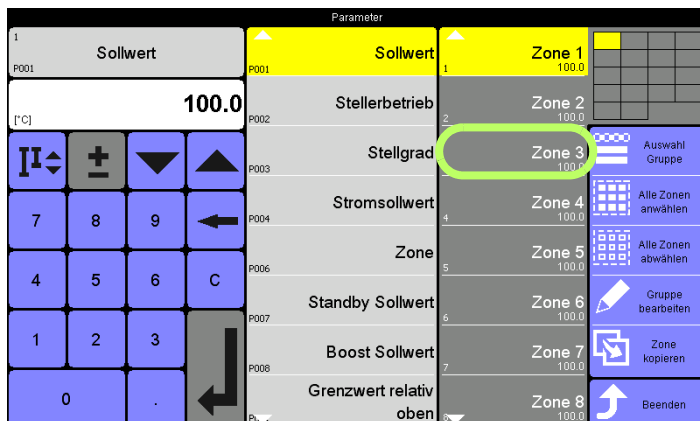 Parameter
1
Sollwert
P001
[°C]
100.0
7
8
9
4
5
6
C
1
2
3
0
.
Sollwert
P001
Stellerbetrieb
P002
Stellgrad
P003
Stromsollwert
P004
Zone
P006
Standby Sollwert
P007
Boost Sollwert
P008
Grenzwert relativ
oben
Zone 1
1
100.0
Zone 2
2
100.0
Zone 3
100.0
Zone 4
4
100.0
Zone 5
5
100.0
Zone 6
6
100.0
Zone 7
7
100.0
Zone 8
100.0
Auswahl
Gruppe
Alle Zonen
anwählen
Alle Zonen
abwählen
Gruppe
bearbeiten
Zone
kopieren
Beenden